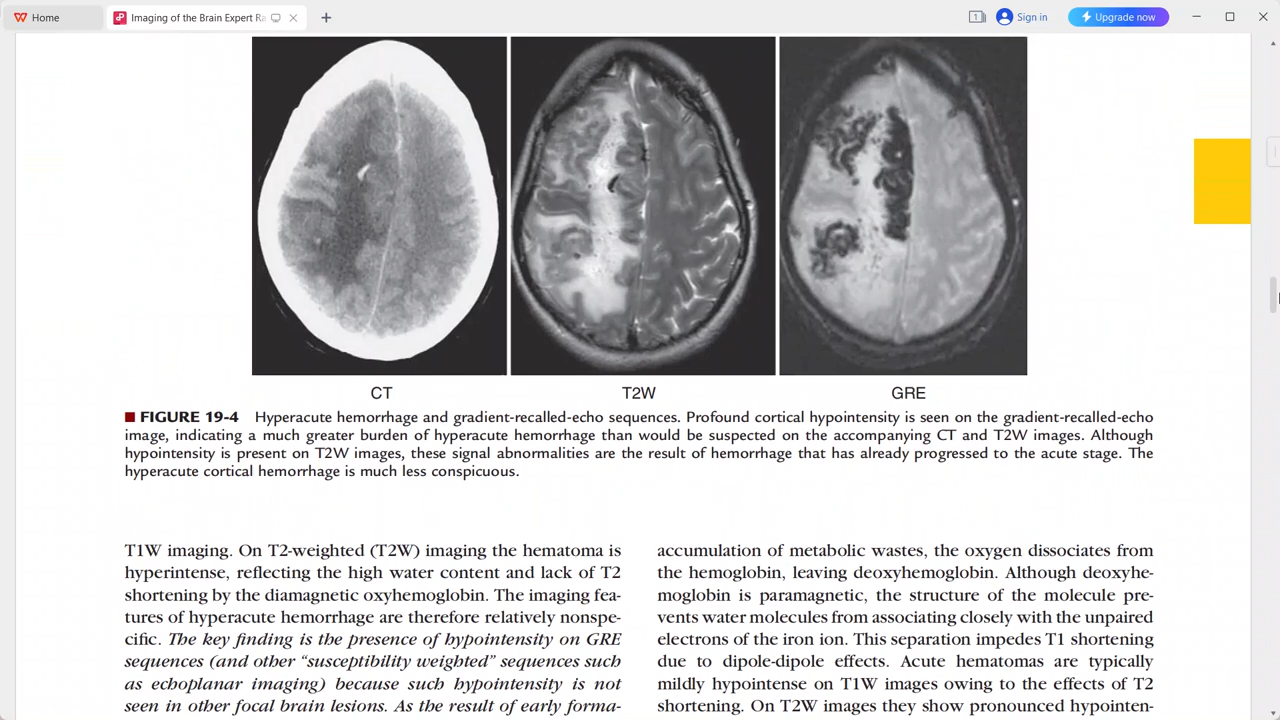 Home
Imaging of the Brain Expert Ra
Sign in
Upgrade now
CT
T2W
GRE
■ FIGURE 19-4 Hyperacute hemorrhage and gradient-recalled-echo sequences. Profound cortical hypointensity is seen on the gradient-recalled-echo
image, indicating a much greater burden of hyperacute hemorrhage than would be suspected on the accompanying CT and T2W images. Although
hypointensity is present on T2W images, these signal abnormalities are the result of hemorrhage that has already progressed to the acute stage. The
hyperacute cortical hemorrhage is much less conspicuous.
T1W imaging. On T2-weighted (T2W) imaging the hematoma is
hyperintense, reflecting the high water content and lack of T2
shortening by the diamagnetic oxyhemoglobin. The imaging fea-
tures of hyperacute hemorrhage are therefore relatively nonspe-
cific. The key finding is the presence of hypointensity on GRE
sequences (and other “susceptibility weighted” sequences such
as echoplanar imaging) because such hypointensity is not
seen in other focal brain lesions. As the result of early forma-
accumulation of metabolic wastes, the oxygen dissociates from
the hemoglobin, leaving deoxyhemoglobin. Although deoxyhe-
moglobin is paramagnetic, the structure of the molecule pre-
vents water molecules from associating closely with the unpaired
electrons of the iron ion. This separation impedes T1 shortening
due to dipole-dipole effects. Acute hematomas are typically
mildly hypointense on T1W images owing to the effects of T2
shortening. On T2W images they show pronounced hypointen-